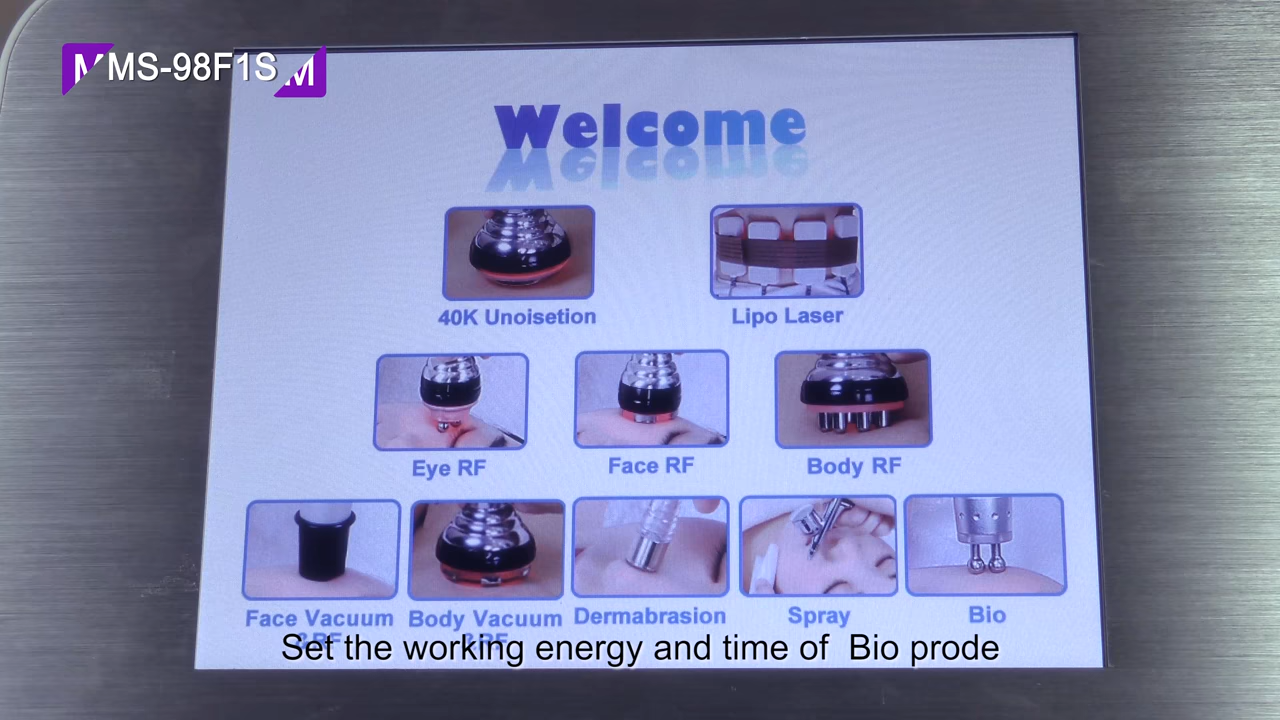 MMS-98F1S M
Welcome
40K Unoisetion
Lipo Laser
Eye RF
Face RF
Body RF
Face Vacuum
Body Vacuum
Dermabrasion
Spray
Bio
Set the working energy and time of Bio prode